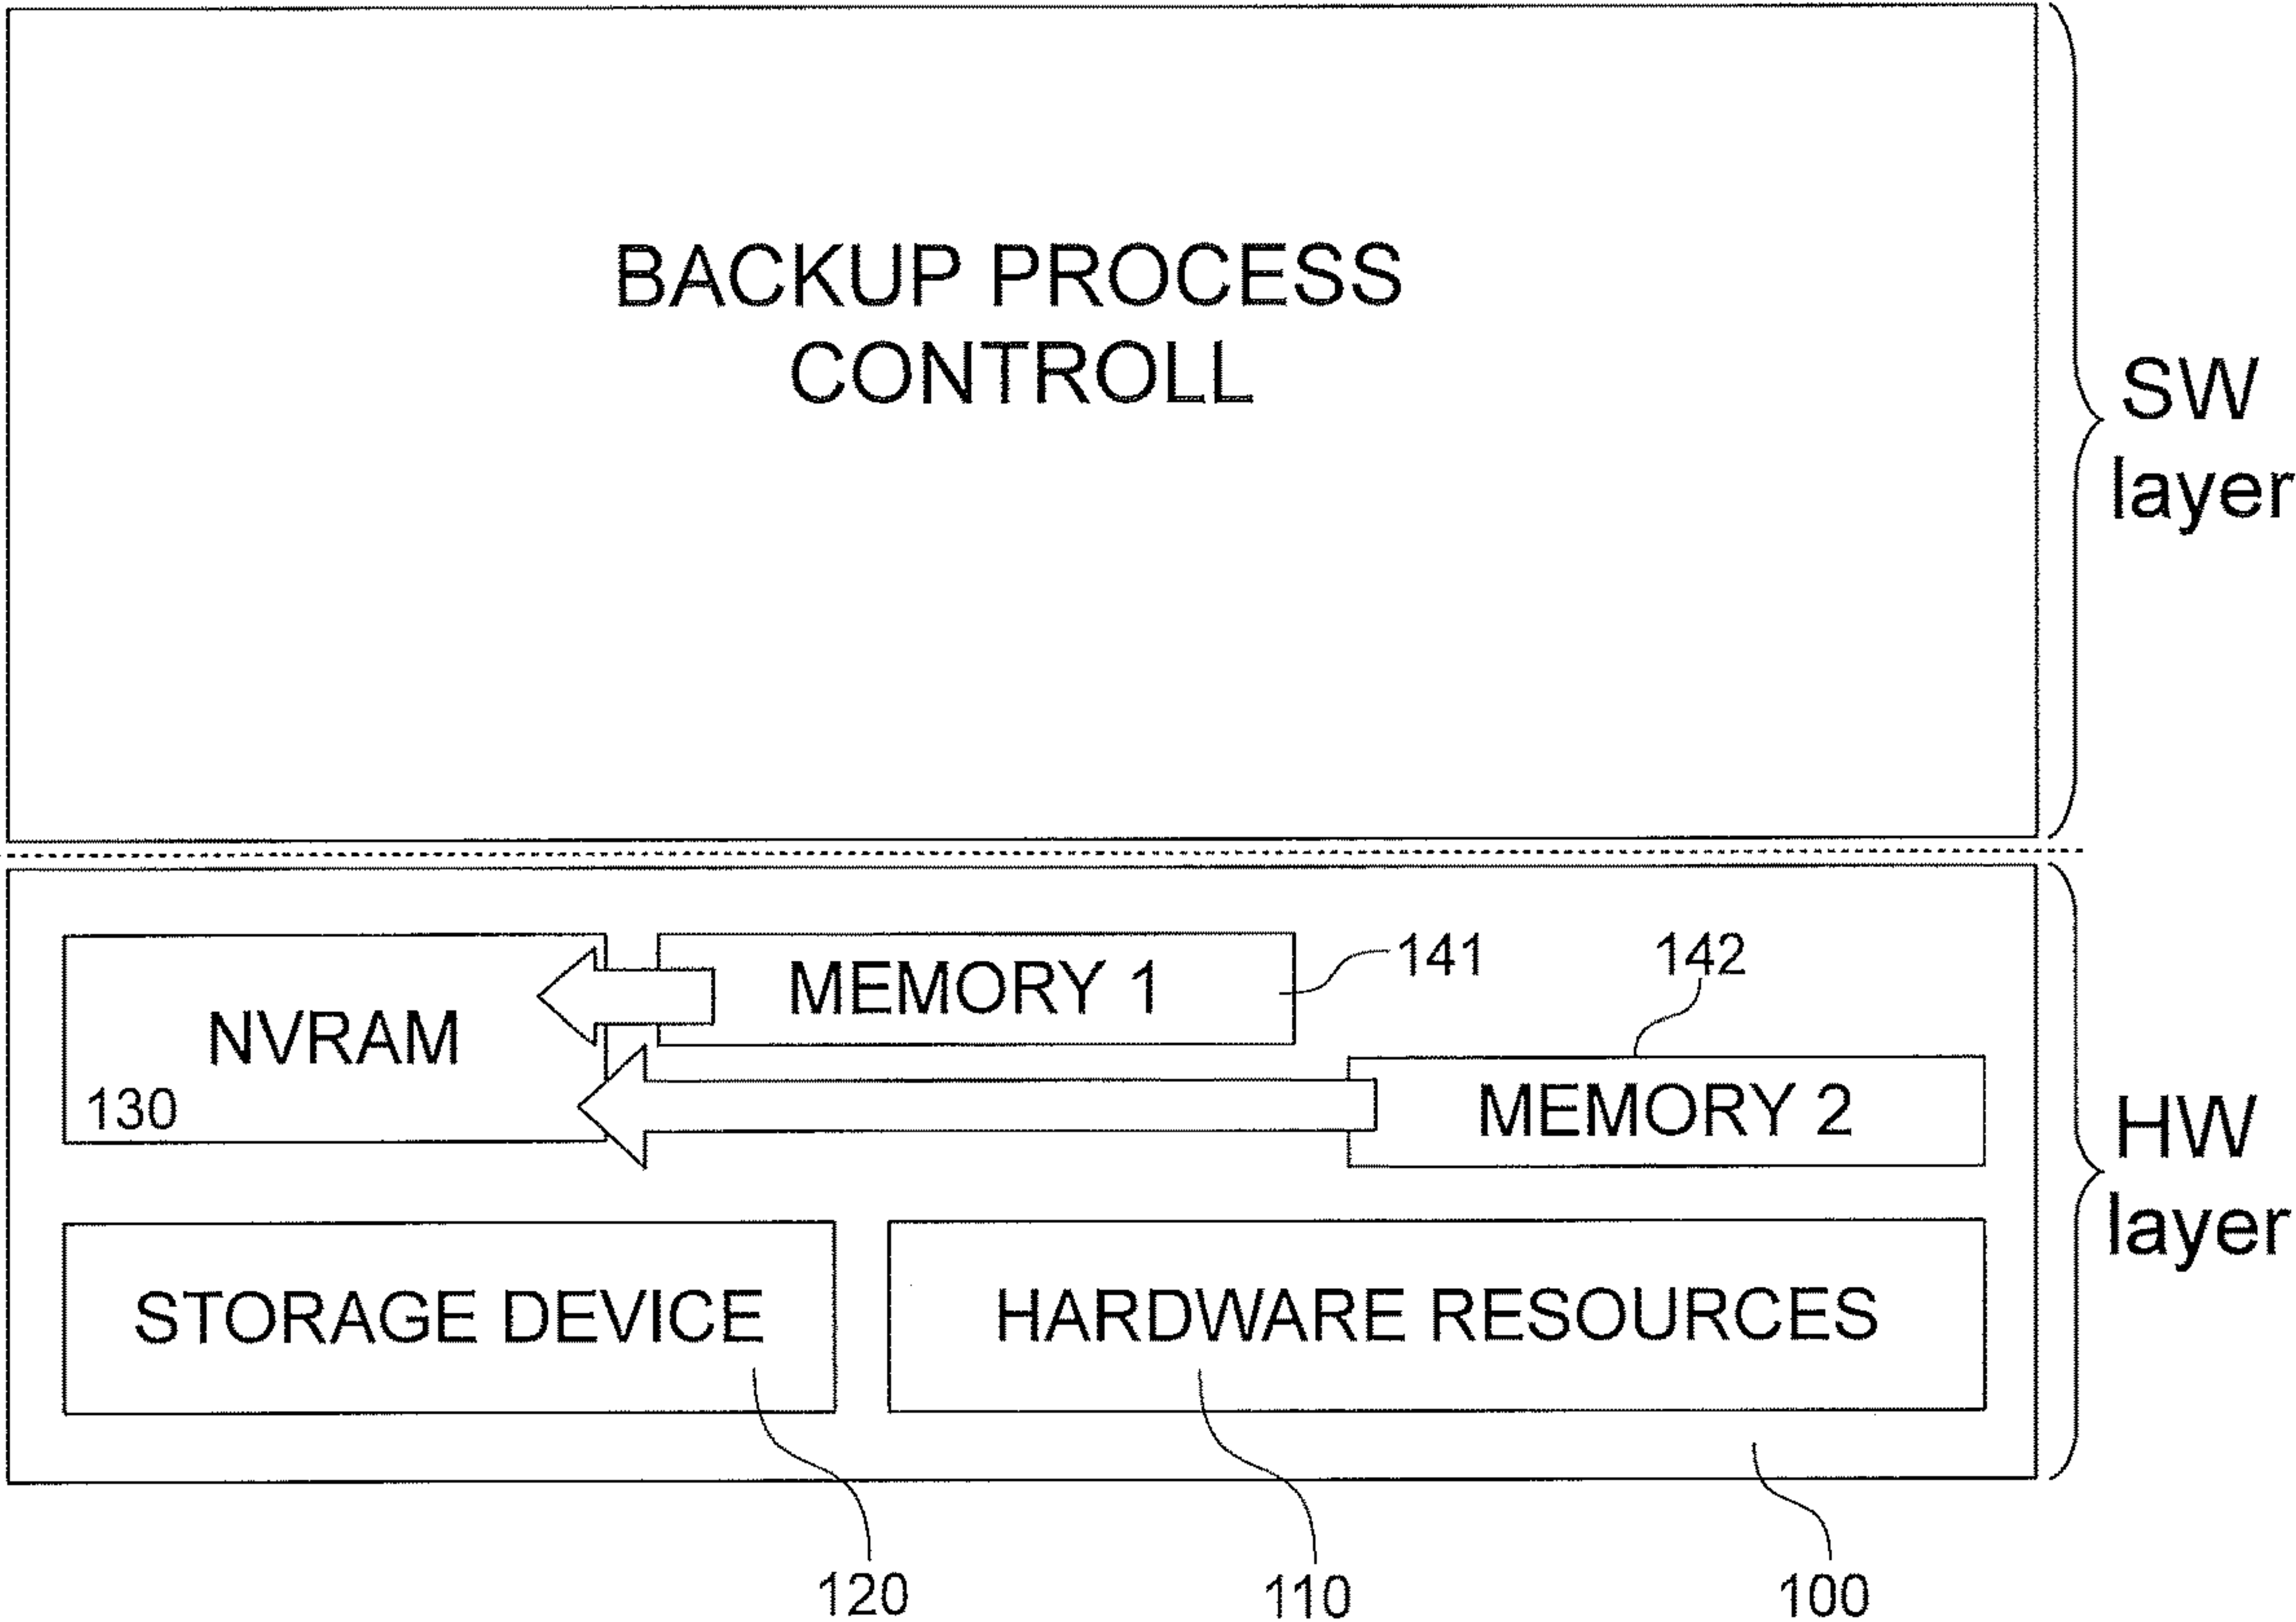 BACKUP PROCESS
CONTROLL
SW
layer
NVRAM
130
MEMORY 1
141
142
MEMORY 2
HW
layer
STORAGE DEVICE
HARDWARE RESOURCES
120
110
100